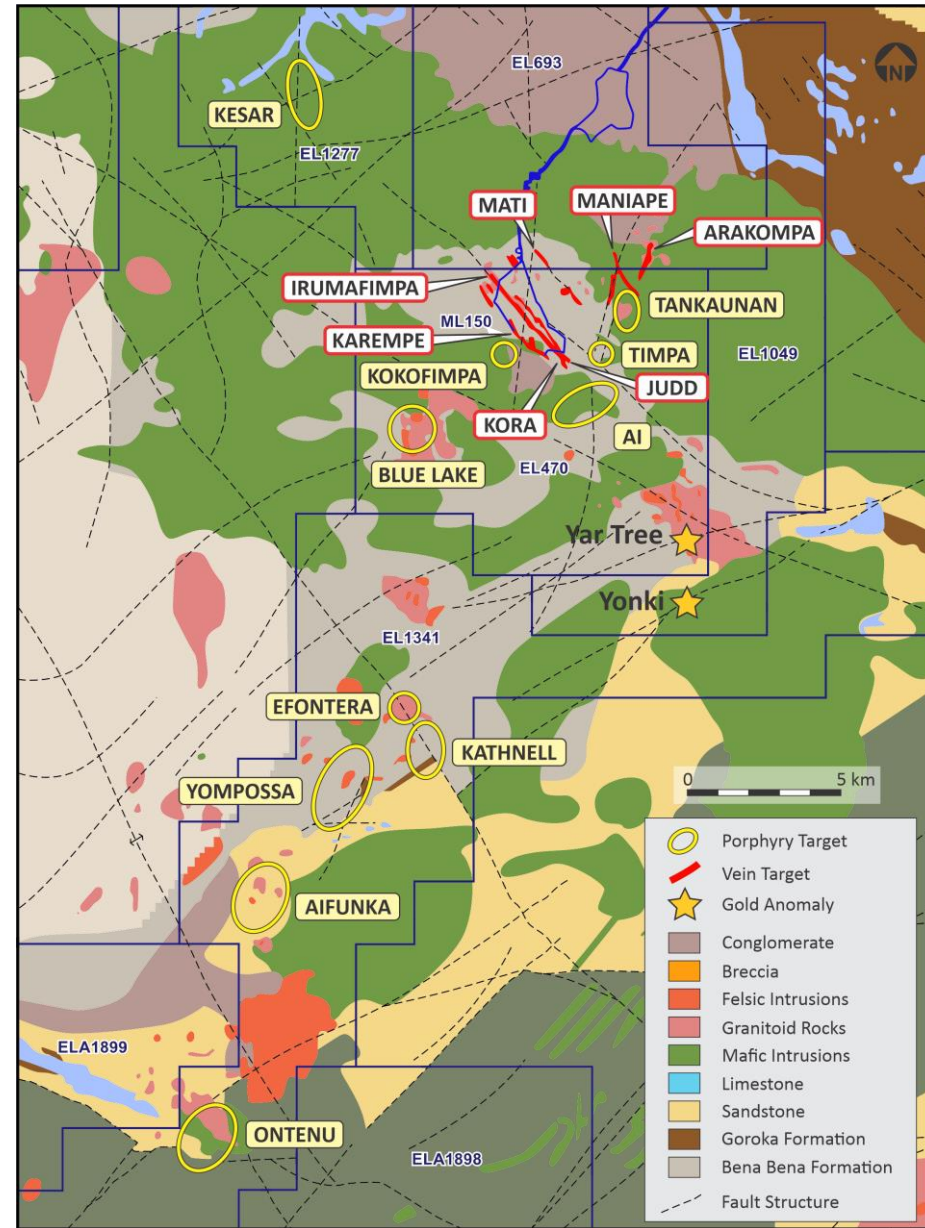 N
EL693
KESAR
EL1277
MATI
MANIAPE
ARAKOMPA
IRUMAFIMPA
TANKAUNAN
ML150
KAREMPE
TIMPA
EL1049
KOKOFIMPA
JUDD
KORA
AI
BLUE LAKE
EL470
Yar Tree
Yonki
EL1341
EFONTERA
KATHNELL
YOMPOSSA
0 5 km
AIFUNKA
ELA1899
ONTENU
ELA1898
Porphyry Target
Vein Target
Gold Anomaly
Conglomerate
Breccia
Felsic Intrusions
Granitoid Rocks
Mafic Intrusions
Limestone
Sandstone
Goroka Formation
Bena Bena Formation
Fault Structure